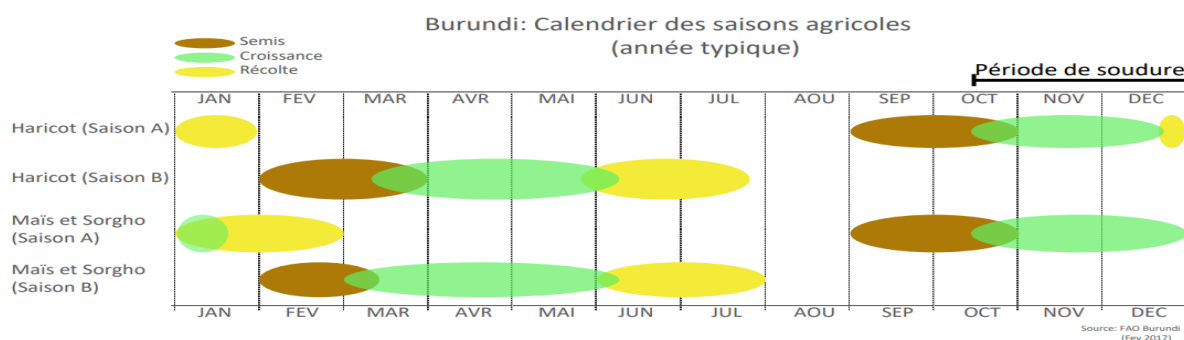 Burundi: Calendrier des saisons agricoles
(année typique)
Semis
Croissance
Récolte
Période de soudure
JAN FEV MAR AVR MAI JUN JUL AOU SEP OCT NOV DEC
Haricot (Saison A)
Haricot (Saison B)
Maïs et Sorgho
(Saison A)
Maïs et Sorgho
(Saison B)
JAN FEV MAR AVR MAI JUN JUL AOU SEP OCT NOV DEC
Source: FAO Burundi
(Fev 2017)